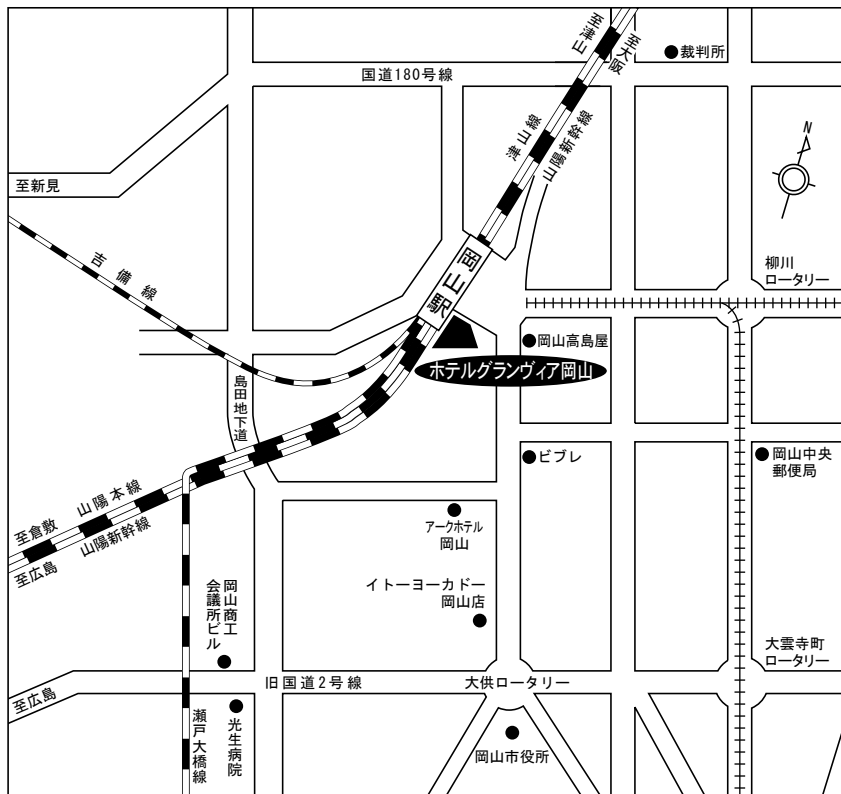 至津山
至大阪
裁判所
国道180号線
津山線
山陽新幹線
N
至新見
吉備線
岡山駅
柳川
ロータリー
岡山高島屋
ホテルグランヴィア岡山
島田地下道
ビブレ
岡山中央
郵便局
至倉敷
山陽本線
至広島
山陽新幹線
アークホテル
岡山
イトーヨーカドー
岡山店
岡山商工
会議所ビル
大雲寺町
ロータリー
旧国道2号線
大供ロータリー
至広島
瀬戸大橋線
光生病院
岡山市役所